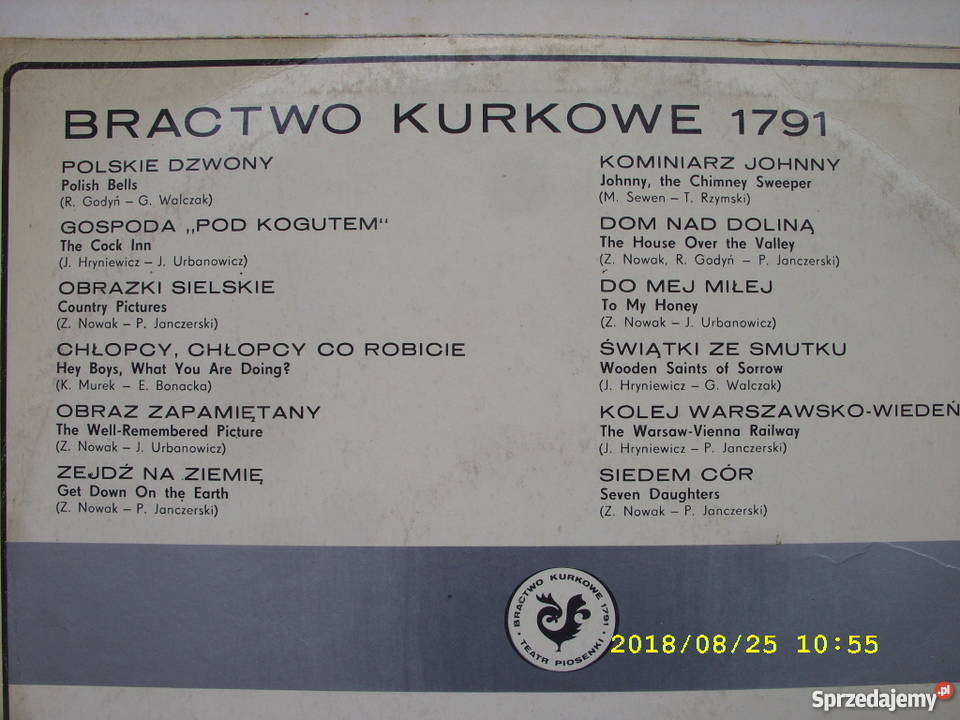 BRACTWO KURKOWE 1791
POLSKIE DZWONY
Polish Bells
(R. Godyń – G. Walczak)
GOSPODA „POD KOGUTEM"
The Cock Inn
(J. Hryniewicz – J. Urbanowicz)
OBRAZKI SIELSKIE
Country Pictures
(Z. Nowak – P. Janczerski)
CHŁOPCY, CHŁOPCY CO ROBICIE
Hey Boys, What You Are Doing?
(K. Murek – E. Bonacka)
OBRAZ ZAPAMIĘTANY
The Well-Remembered Picture
(Z. Nowak – J. Urbanowicz)
ZEJDŹ NA ZIEMIĘ
Get Down On the Earth
(Z. Nowak – P. Janczerski)
KOMINIARZ JOHNNY
Johnny, the Chimney Sweeper
(M. Sewen – T. Rzymski)
DOM NAD DOLINĄ
The House Over the Valley
(Z. Nowak, R. Godyń – P. Janczerski)
DO MEJ MIŁEJ
To My Honey
(Z. Nowak – J. Urbanowicz)
ŚWIĄTKI ZE SMUTKU
Wooden Saints of Sorrow
(J. Hryniewicz – G. Walczak)
KOLEJ WARSZAWSKO-WIEDEŃ
The Warsaw-Vienna Railway
(J. Hryniewicz – P. Janczerski)
SIEDEM CÓR
Seven Daughters
(Z. Nowak – P. Janczerski)
BRACTWO KURKOWE 1791
TEATR PIOSENKI
2018/08/25 10:55
Sprzedajemy.pl